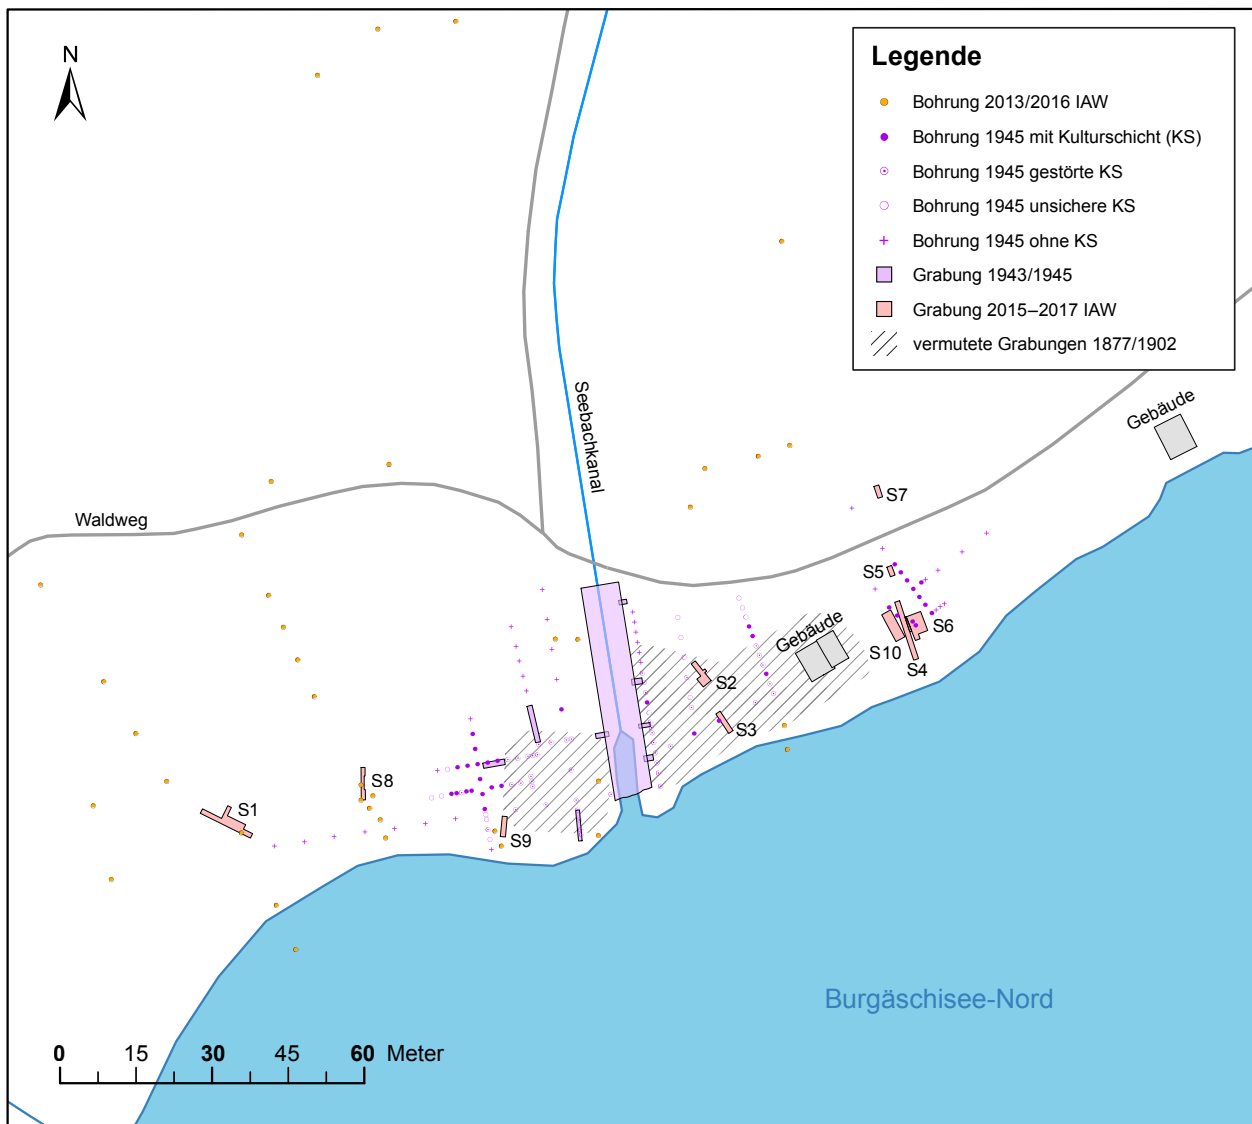 N
Legende
Bohrung 2013/2016 IAW
Bohrung 1945 mit Kulturschicht (KS)
Bohrung 1945 gestörte KS
Bohrung 1945 unsichere KS
Bohrung 1945 ohne KS
Grabung 1943/1945
Grabung 2015–2017 IAW
vermutete Grabungen 1877/1902
Seebachkanal
Gebäude
Waldweg
S7
S5
Gebäude
S6
S10
S4
S2
S3
S8
S1
S9
Burgäschisee-Nord
0 15 30 45 60 Meter